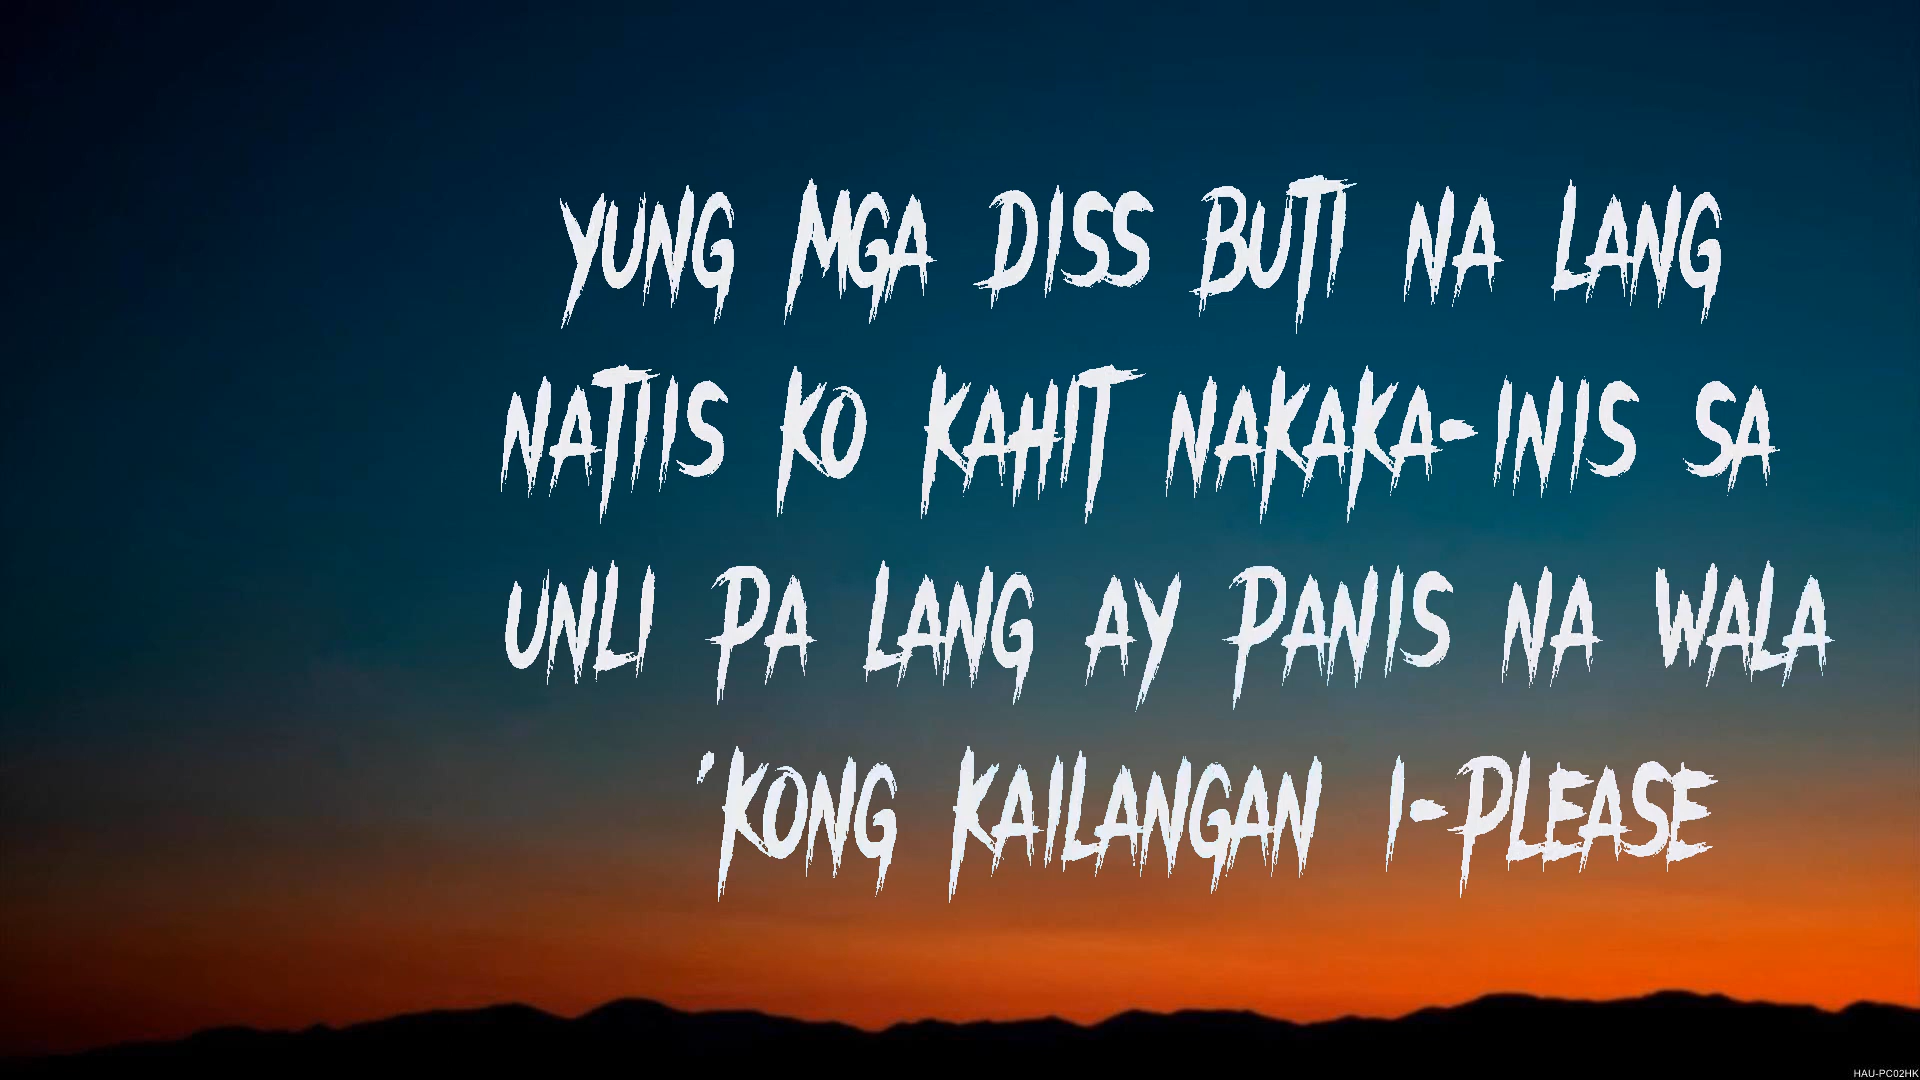 YUNG MGA DISS BUTI NA LANG
NATIIS KO KAHIT NAKAKA-INIS SA
UNLI PA LANG AY PANIS NA WALA
'KONG KAILANGAN I-PLEASE
HAU-PC02HK